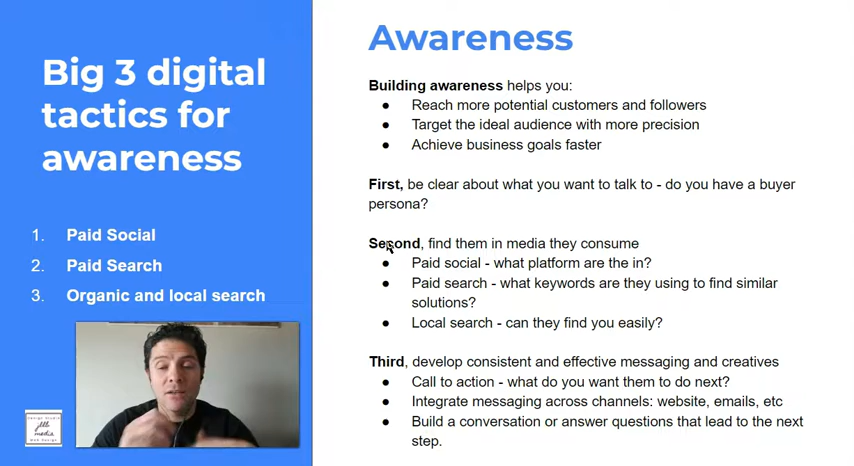 Big 3 digital
tactics for
awareness
1. Paid Social
2. Paid Search
3. Organic and local search
Design Studio
jlb
media
Web Design
Awareness
Building awareness helps you:
● Reach more potential customers and followers
● Target the ideal audience with more precision
● Achieve business goals faster
First, be clear about what you want to talk to - do you have a buyer
persona?
Second, find them in media they consume
● Paid social - what platform are the in?
● Paid search - what keywords are they using to find similar
solutions?
● Local search - can they find you easily?
Third, develop consistent and effective messaging and creatives
● Call to action - what do you want them to do next?
● Integrate messaging across channels: website, emails, etc
● Build a conversation or answer questions that lead to the next
step.